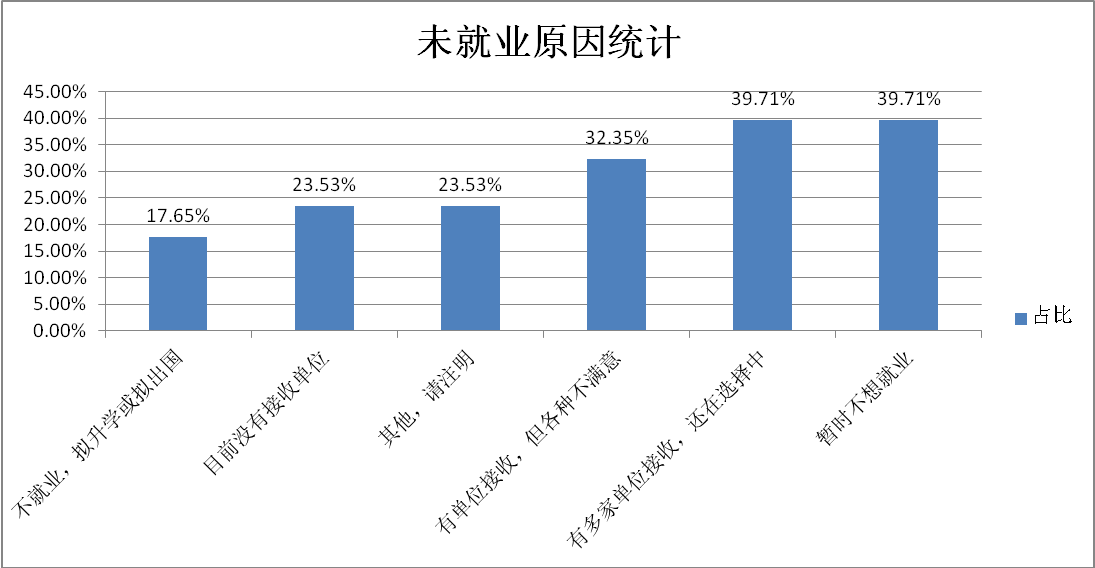 未就业原因统计
45.00%
40.00%
35.00%
30.00%
25.00%
20.00%
15.00%
10.00%
5.00%
0.00%
17.65%
23.53%
23.53%
32.35%
39.71%
39.71%
不就业，拟升学或拟出国
目前没有接收单位
其他，请注明
有单位接收，但各种不满意
有多家单位接收，还在选择中
暂时不想就业
占比